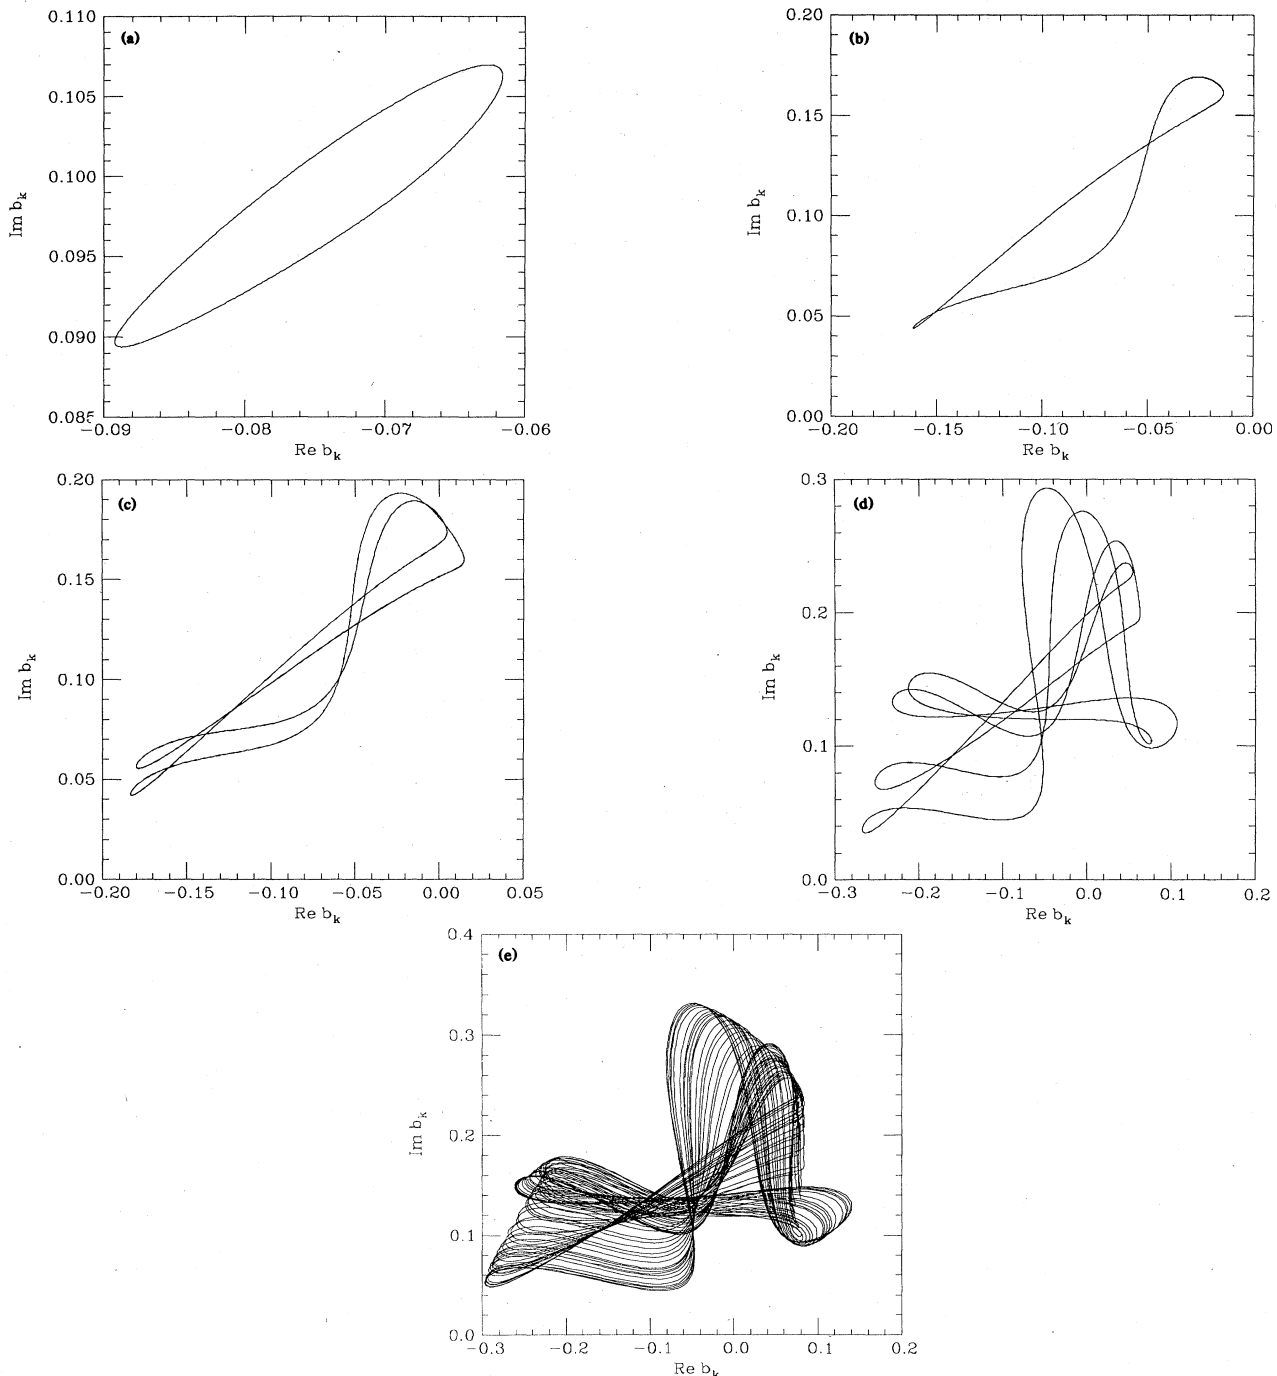 (a)
0.110
0.105
0.100
0.095
0.090
0.085
Im b_k
-0.09 -0.08 -0.07 -0.06
Re b_k
(b)
0.20
0.15
0.10
0.05
0.00
Im b_k
-0.20 -0.15 -0.10 -0.05 0.00
Re b_k
(c)
0.20
0.15
0.10
0.05
0.00
Im b_k
-0.20 -0.15 -0.10 -0.05 0.00 0.05
Re b_k
(d)
0.3
0.2
0.1
0.0
Im b_k
-0.3 -0.2 -0.1 0.0 0.1 0.2
Re b_k
(e)
0.4
0.3
0.2
0.1
0.0
Im b_k
-0.3 -0.2 -0.1 0.0 0.1 0.2
Re b_k